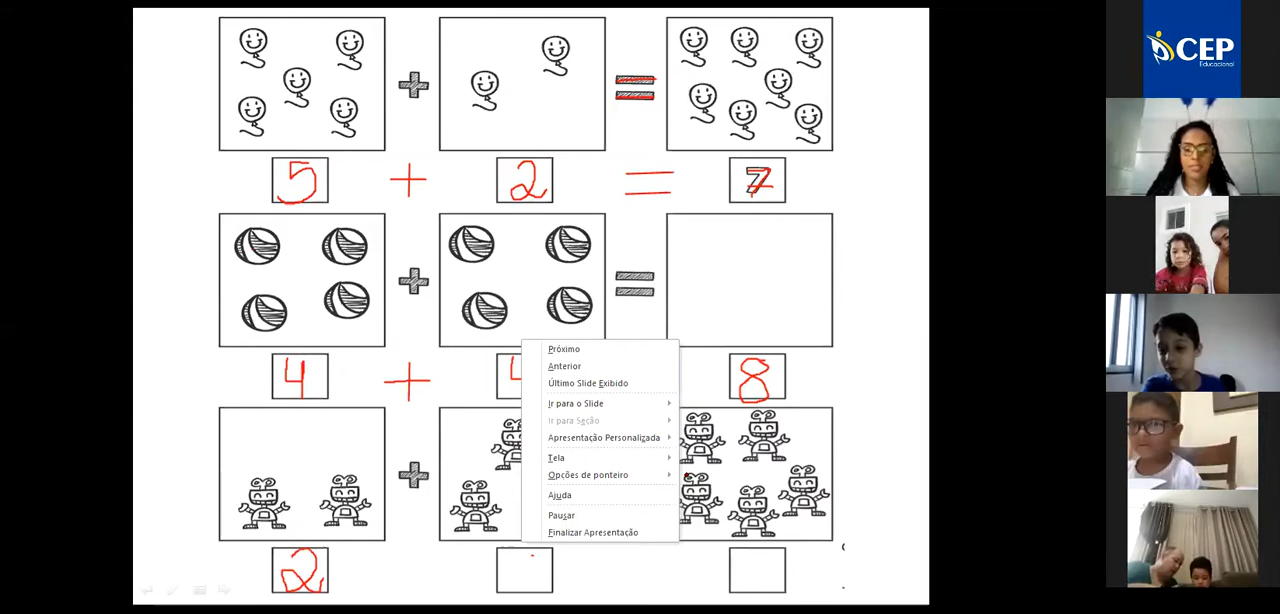 CEP
Educacional
5 + 2 = 7
4 + 4 8
Próximo
Anterior
Último Slide Exibido
Ir para o Slide
Ir para Seção
Apresentação Personalizada
Tela
Opções de ponteiro
Ajuda
Pausar
Finalizar Apresentação
2